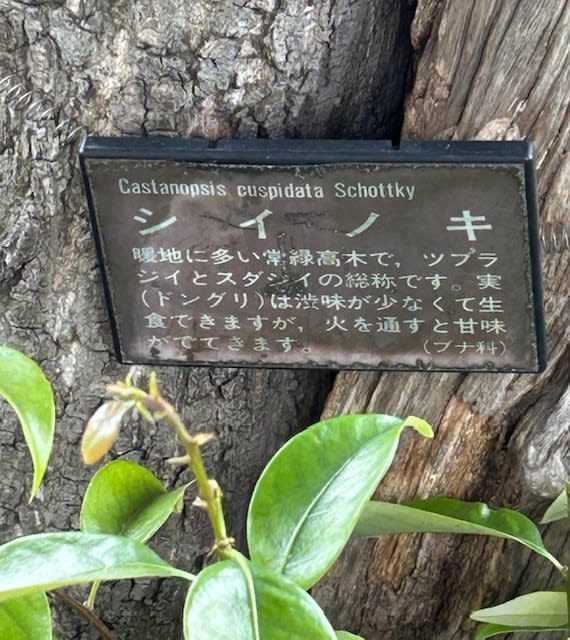 Castanopsis cuspidata Schottky
シイノキ
暖地に多い常緑高木で，ツブラ
ジイとスダジイの総称です。実
(ドングリ)は渋味が少なくて生
食できますが，火を通すと甘味
がでてきます。 (ブナ科)